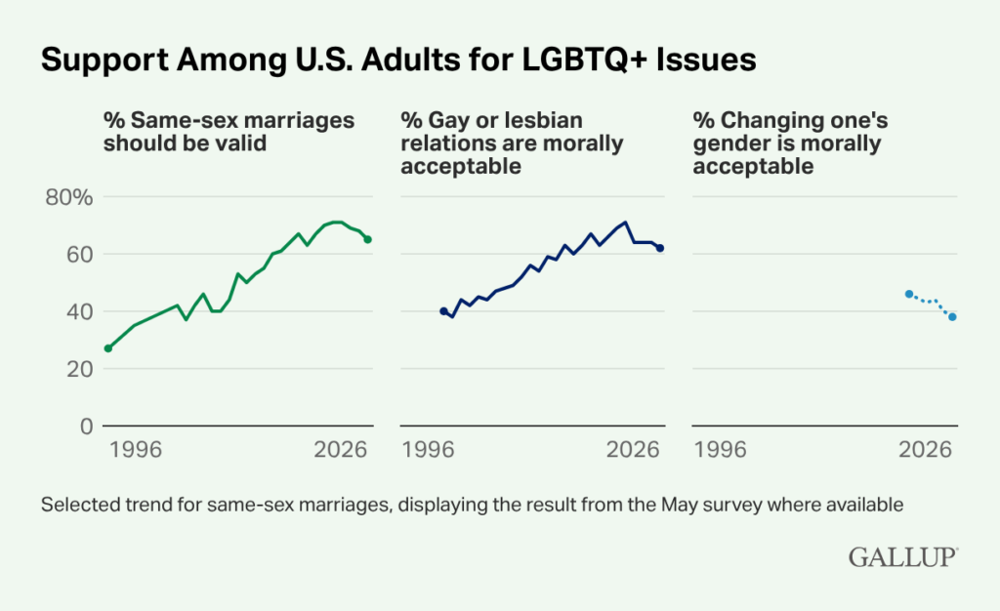 Support Among U.S. Adults for LGBTQ+ Issues
% Same-sex marriages
should be valid
% Gay or lesbian
relations are morally
acceptable
% Changing one's
gender is morally
acceptable
80%
60
40
20
0
1996 2026
1996 2026
1996 2026
Selected trend for same-sex marriages, displaying the result from the May survey where available
GALLUP®